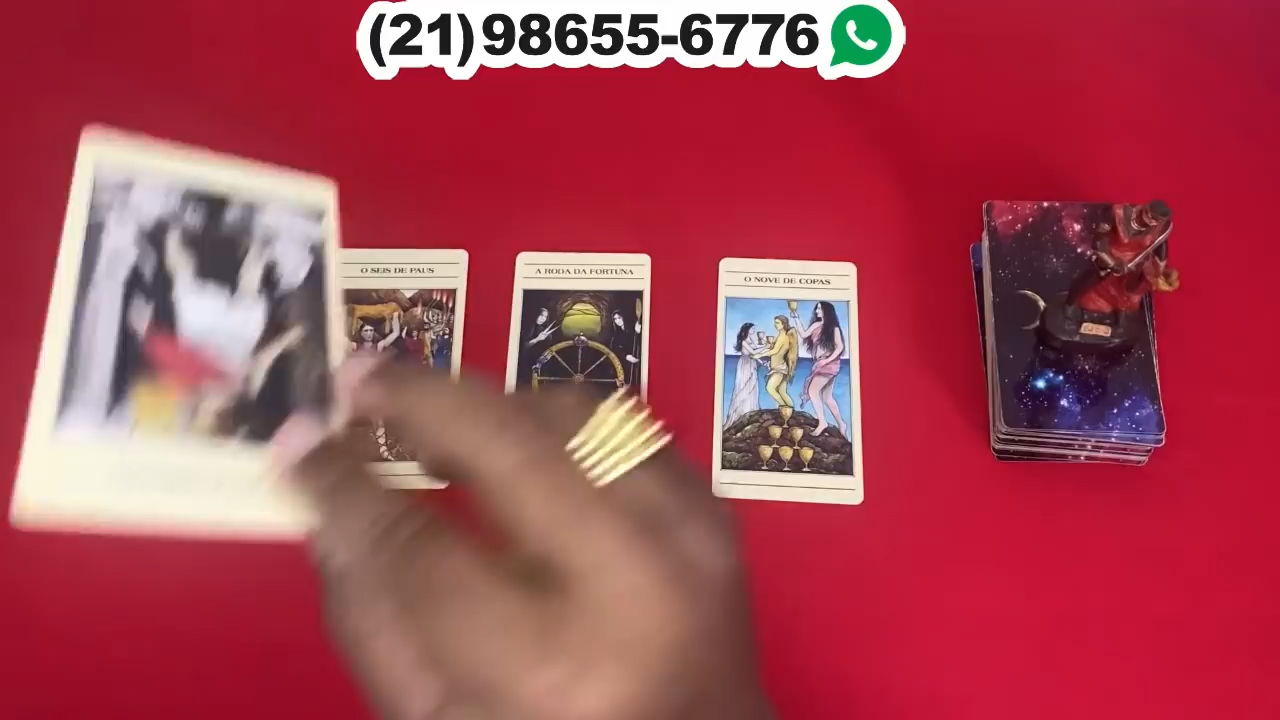 (21)98655-6776
O SEIS DE PAUS
A RODA DA FORTUNA
O NOVE DE COPAS